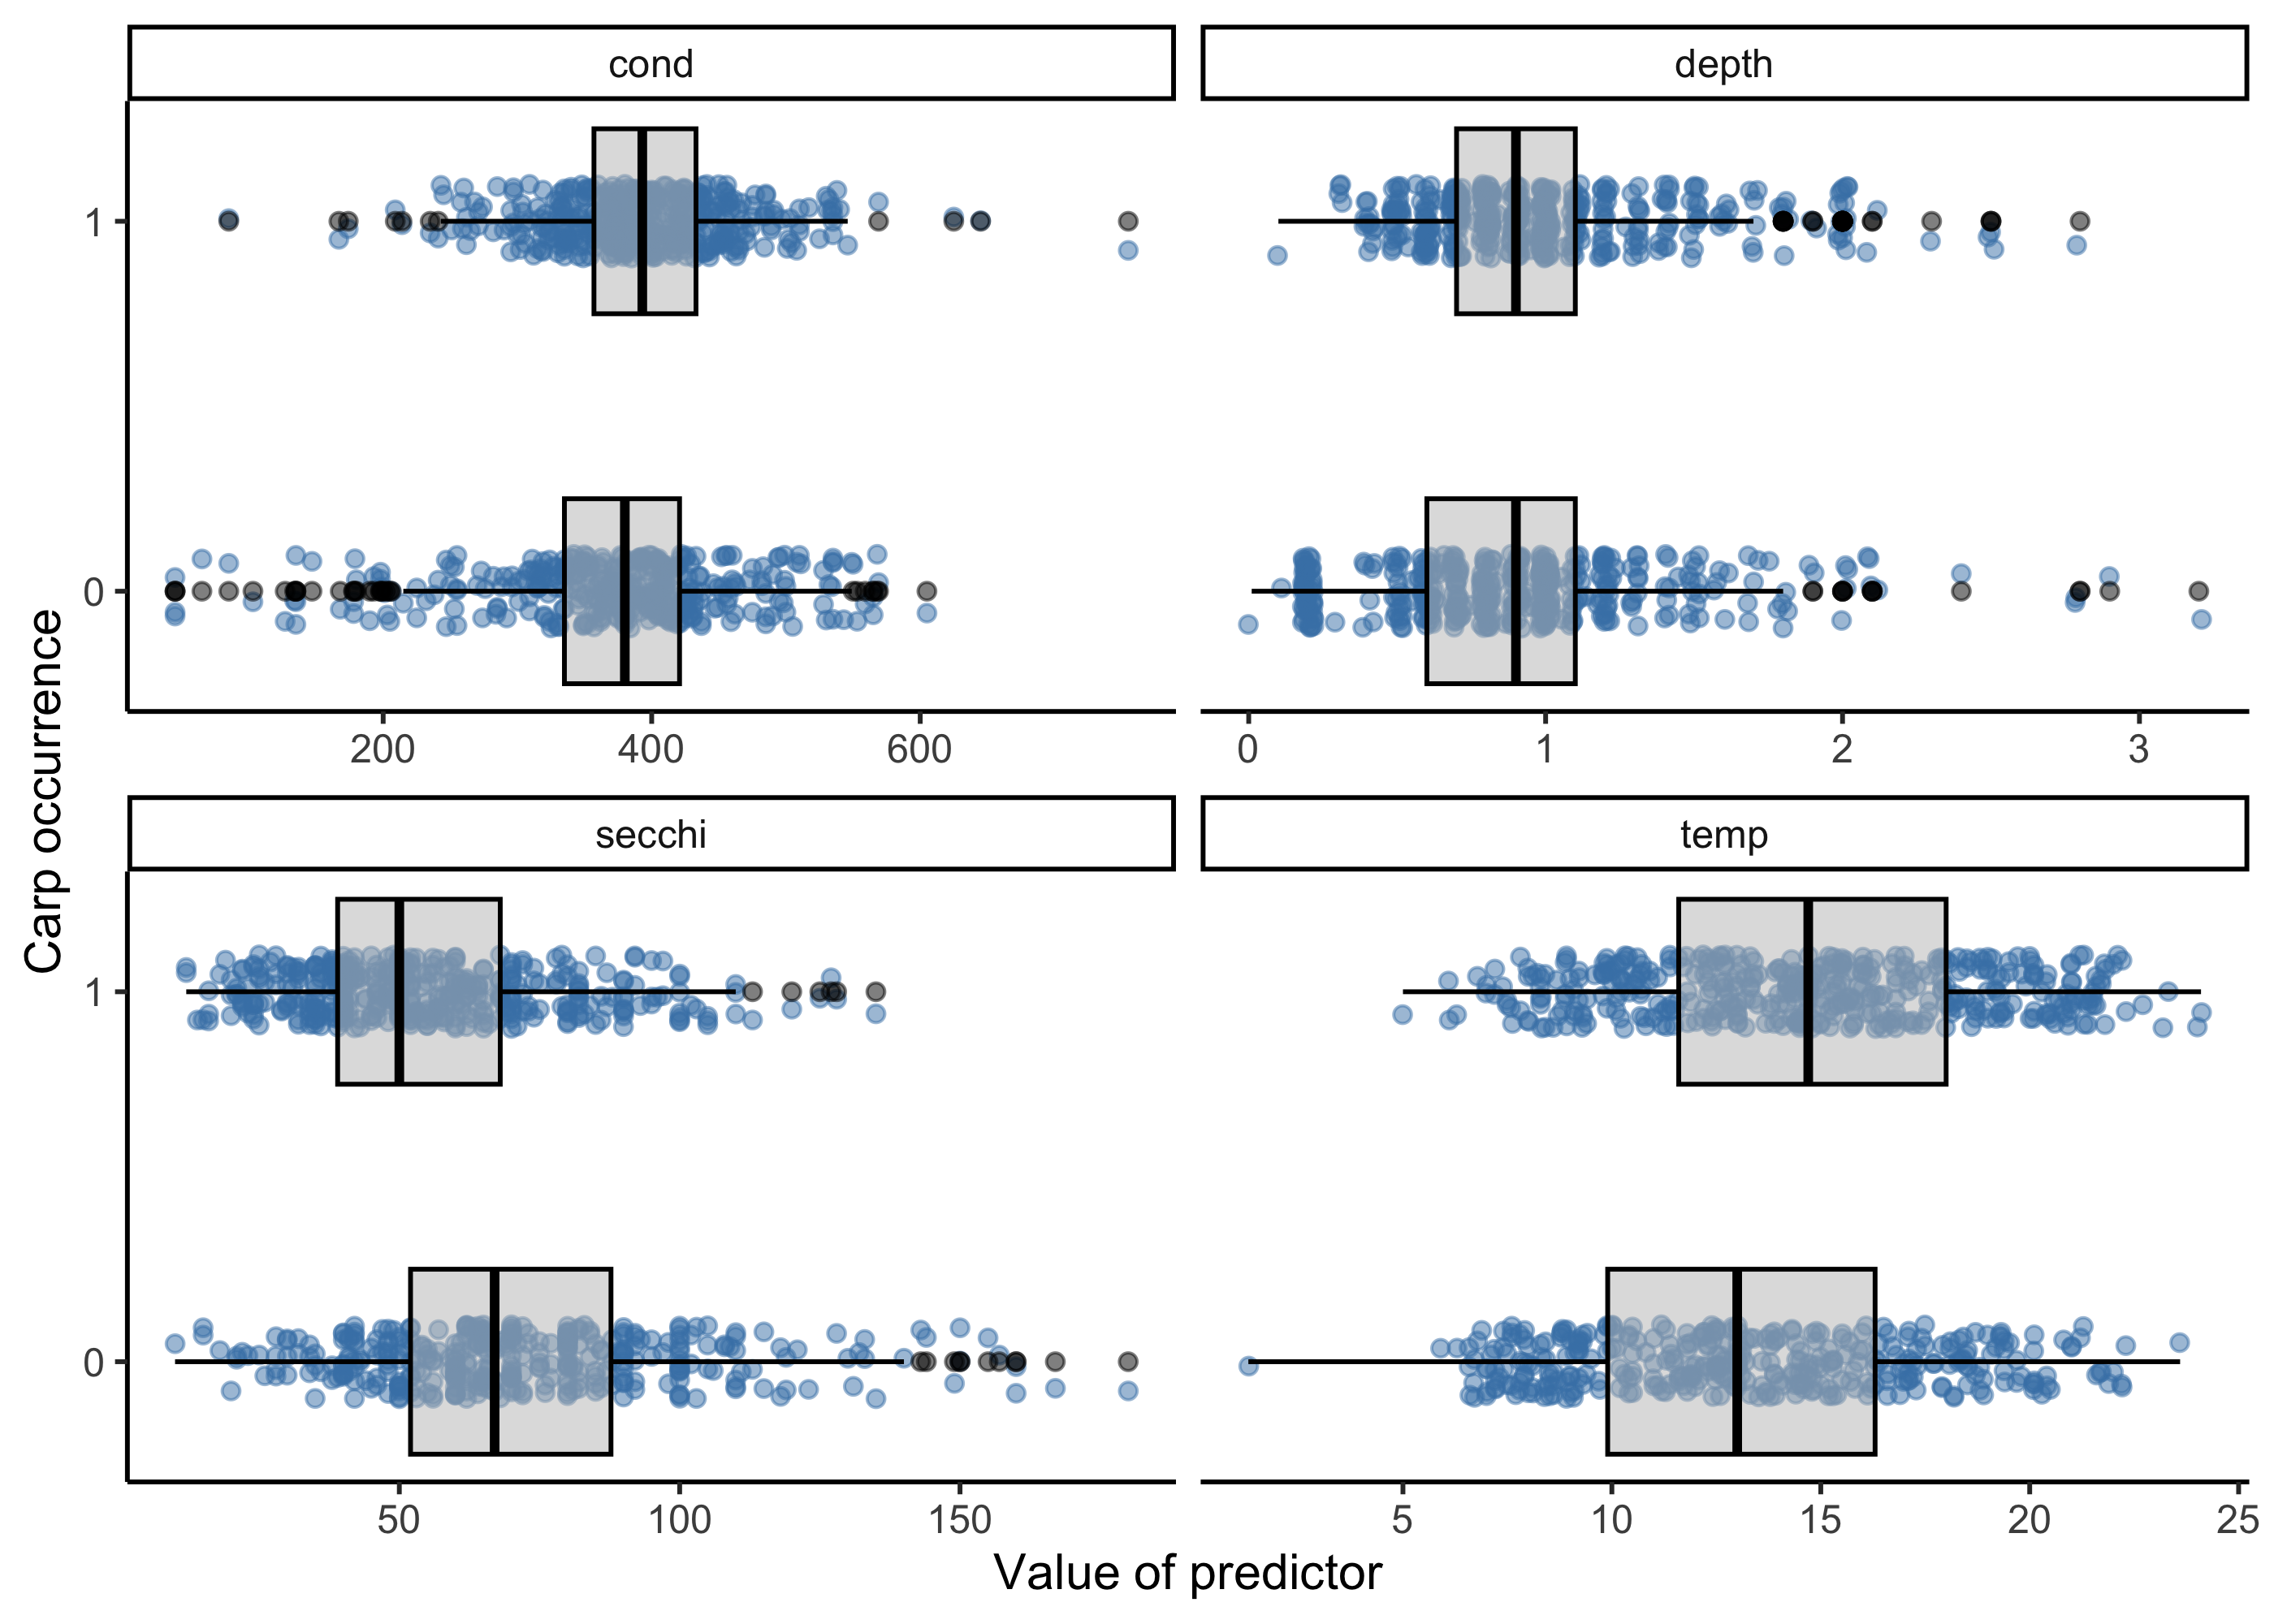 cond
depth
1
0
200 400 600
0 1 2 3
Carp occurrence
secchi
temp
1
0
50 100 150
5 10 15 20 25
Value of predictor